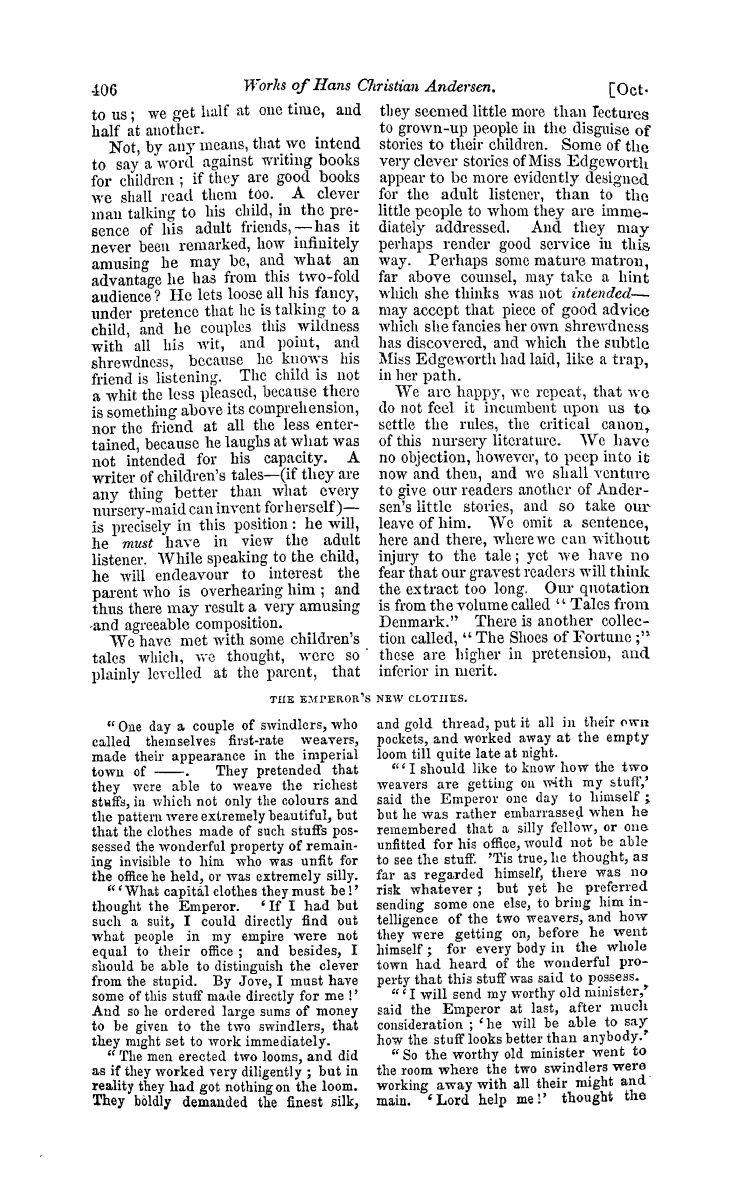 406 Works of Hans Christian Andersen. [Oct.
to us; we get half at one time, and
half at another.
Not, by any means, that we intend
to say a word against writing books
for children; if they are good books
we shall read them too. A clever
man talking to his child, in the pre-
sence of his adult friends,—has it
never been remarked, how infinitely
amusing he may be, and what an
advantage he has from this two-fold
audience? He lets loose all his fancy,
under pretence that he is talking to a
child, and he couples this wildness
with all his wit, and point, and
shrewdness, because he knows his
friend is listening. The child is not
a whit the less pleased, because there
is something above its comprehension,
nor the friend at all the less enter-
tained, because he laughs at what was
not intended for his capacity. A
writer of children's tales—(if they are
any thing better than what every
nursery-maid can invent for herself)—
is precisely in this position: he will,
he must have in view the adult
listener. While speaking to the child,
he will endeavour to interest the
parent who is overhearing him; and
thus there may result a very amusing
and agreeable composition.
We have met with some children's
tales which, we thought, were so
plainly levelled at the parent, that
they seemed little more than lectures
to grown-up people in the disguise of
stories to their children. Some of the
very clever stories of Miss Edgeworth
appear to be more evidently designed
for the adult listener, than to the
little people to whom they are imme-
diately addressed. And they may
perhaps render good service in this
way. Perhaps some mature matron,
far above counsel, may take a hint
which she thinks was not intended—
may accept that piece of good advice
which she fancies her own shrewdness
has discovered, and which the subtle
Miss Edgeworth had laid, like a trap,
in her path.
We are happy, we repeat, that we
do not feel it incumbent upon us to
settle the rules, the critical canon,
of this nursery literature. We have
no objection, however, to peep into it
now and then, and we shall venture
to give our readers another of Ander-
sen's little stories, and so take our
leave of him. We omit a sentence,
here and there, where we can without
injury to the tale; yet we have no
fear that our gravest readers will think
the extract too long. Our quotation
is from the volume called "Tales from
Denmark." There is another collec-
tion called, "The Shoes of Fortune;"
these are higher in pretension, and
inferior in merit.
THE EMPEROR'S NEW CLOTHES.
"One day a couple of swindlers, who
called themselves first-rate weavers,
made their appearance in the imperial
town of ——. They pretended that
they were able to weave the richest
stuffs, in which not only the colours and
the pattern were extremely beautiful, but
that the clothes made of such stuffs pos-
sessed the wonderful property of remain-
ing invisible to him who was unfit for
the office he held, or was extremely silly.
"'What capital clothes they must be!'
thought the Emperor. 'If I had but
such a suit, I could directly find out
what people in my empire were not
equal to their office; and besides, I
should be able to distinguish the clever
from the stupid. By Jove, I must have
some of this stuff made directly for me!'
And so he ordered large sums of money
to be given to the two swindlers, that
they might set to work immediately.
"The men erected two looms, and did
as if they worked very diligently; but in
reality they had got nothing on the loom.
They boldly demanded the finest silk,
and gold thread, put it all in their own
pockets, and worked away at the empty
loom till quite late at night.
"'I should like to know how the two
weavers are getting on with my stuff,'
said the Emperor one day to himself;
but he was rather embarrassed when he
remembered that a silly fellow, or one
unfitted for his office, would not be able
to see the stuff. 'Tis true, he thought, as
far as regarded himself, there was no
risk whatever; but yet he preferred
sending some one else, to bring him in-
telligence of the two weavers, and how
they were getting on, before he went
himself; for every body in the whole
town had heard of the wonderful pro-
perty that this stuff was said to possess.
"'I will send my worthy old minister,'
said the Emperor at last, after much
consideration; 'he will be able to say
how the stuff looks better than anybody.'
"So the worthy old minister went to
the room where the two swindlers were
working away with all their might and
main. 'Lord help me!' thought the